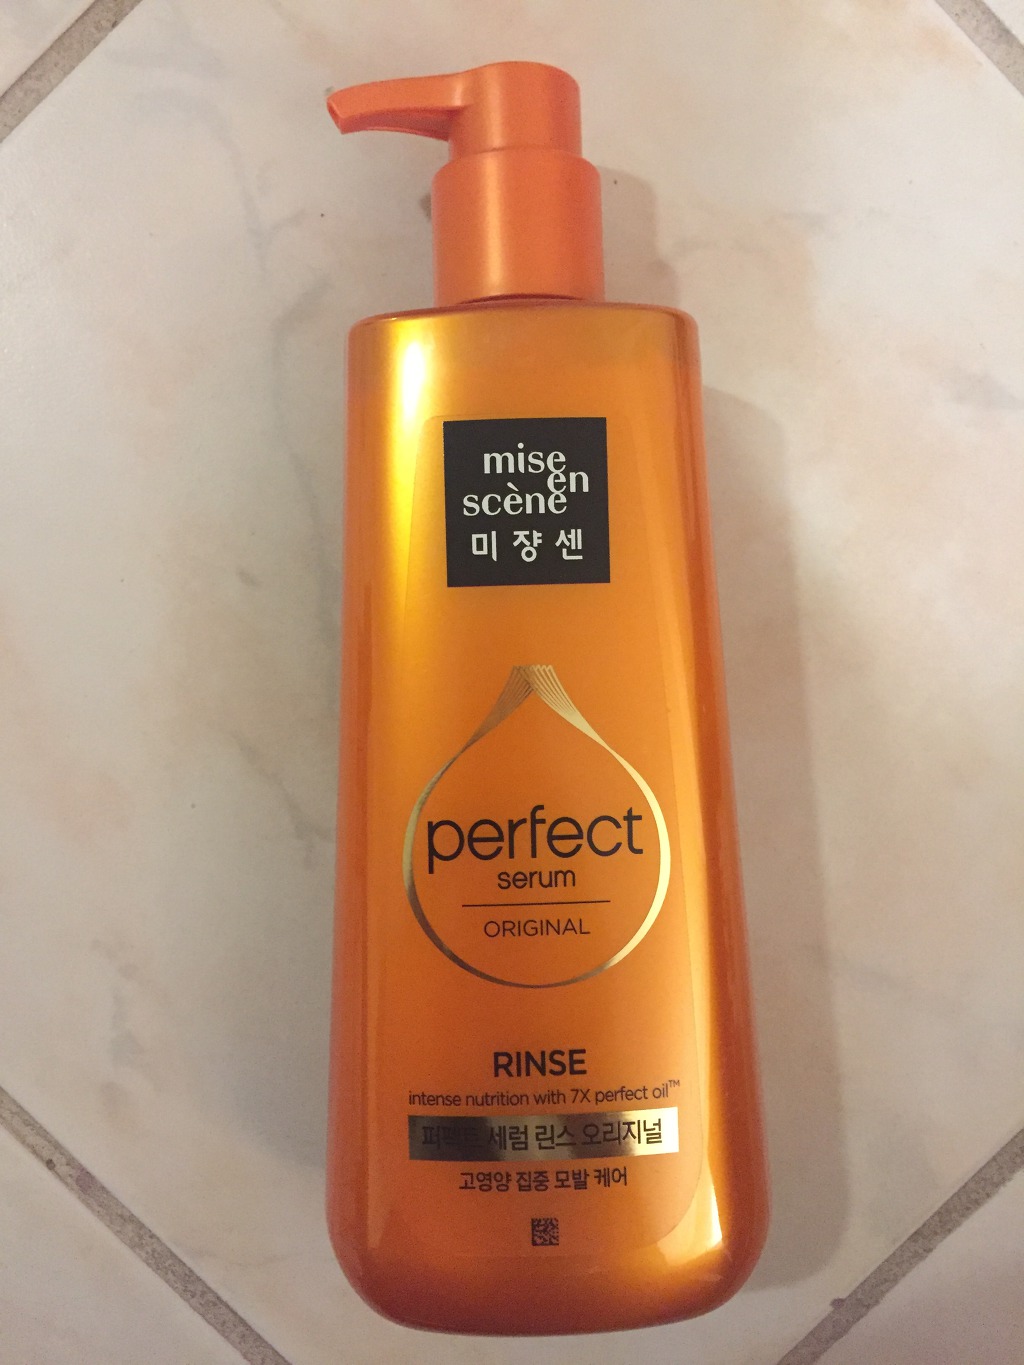 mise
en
scène
미쟝센
perfect
serum
ORIGINAL
RINSE
intense nutrition with 7X perfect oil™
퍼펙트 세럼 린스 오리지널
고영양 집중 모발 케어